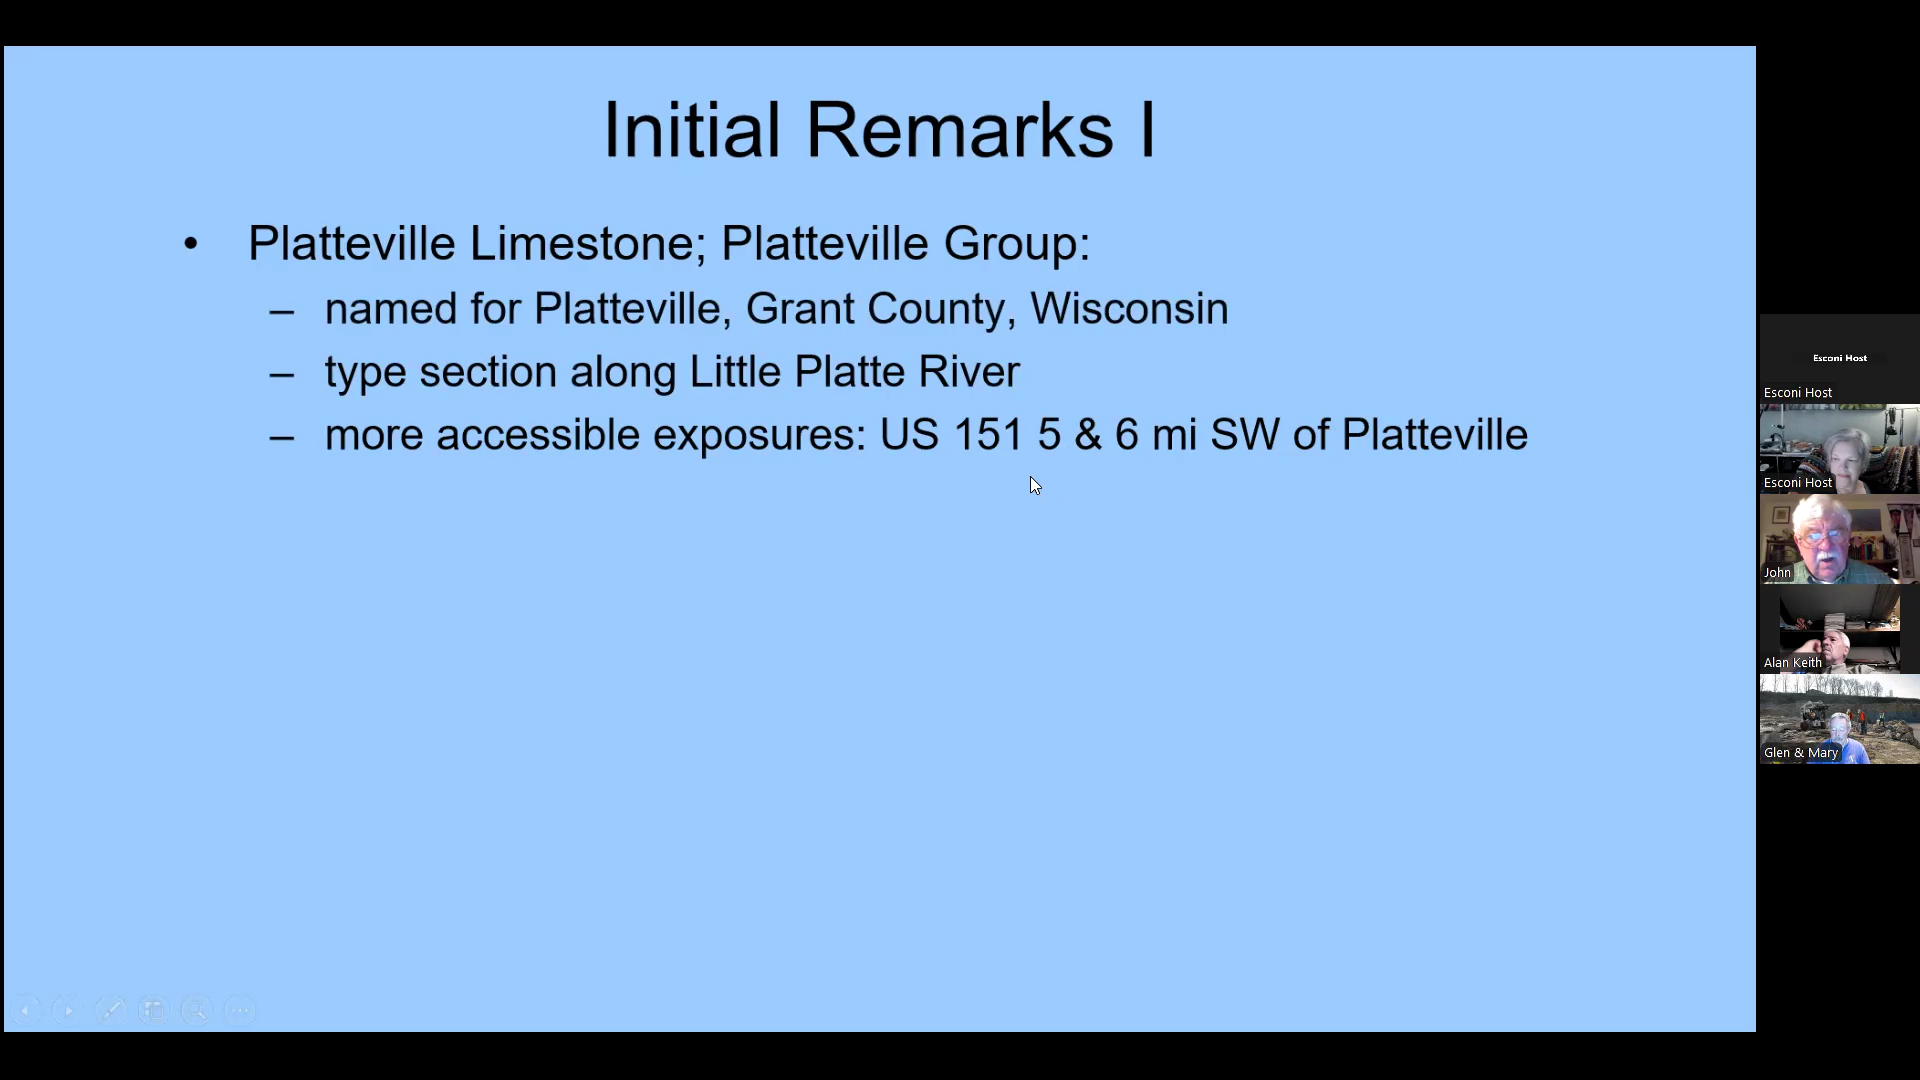 Initial Remarks I
• Platteville Limestone; Platteville Group:
– named for Platteville, Grant County, Wisconsin
– type section along Little Platte River
– more accessible exposures: US 151 5 & 6 mi SW of Platteville
Esconi Host
Esconi Host
Esconi Host
John
Alan Keith
Glen & Mary